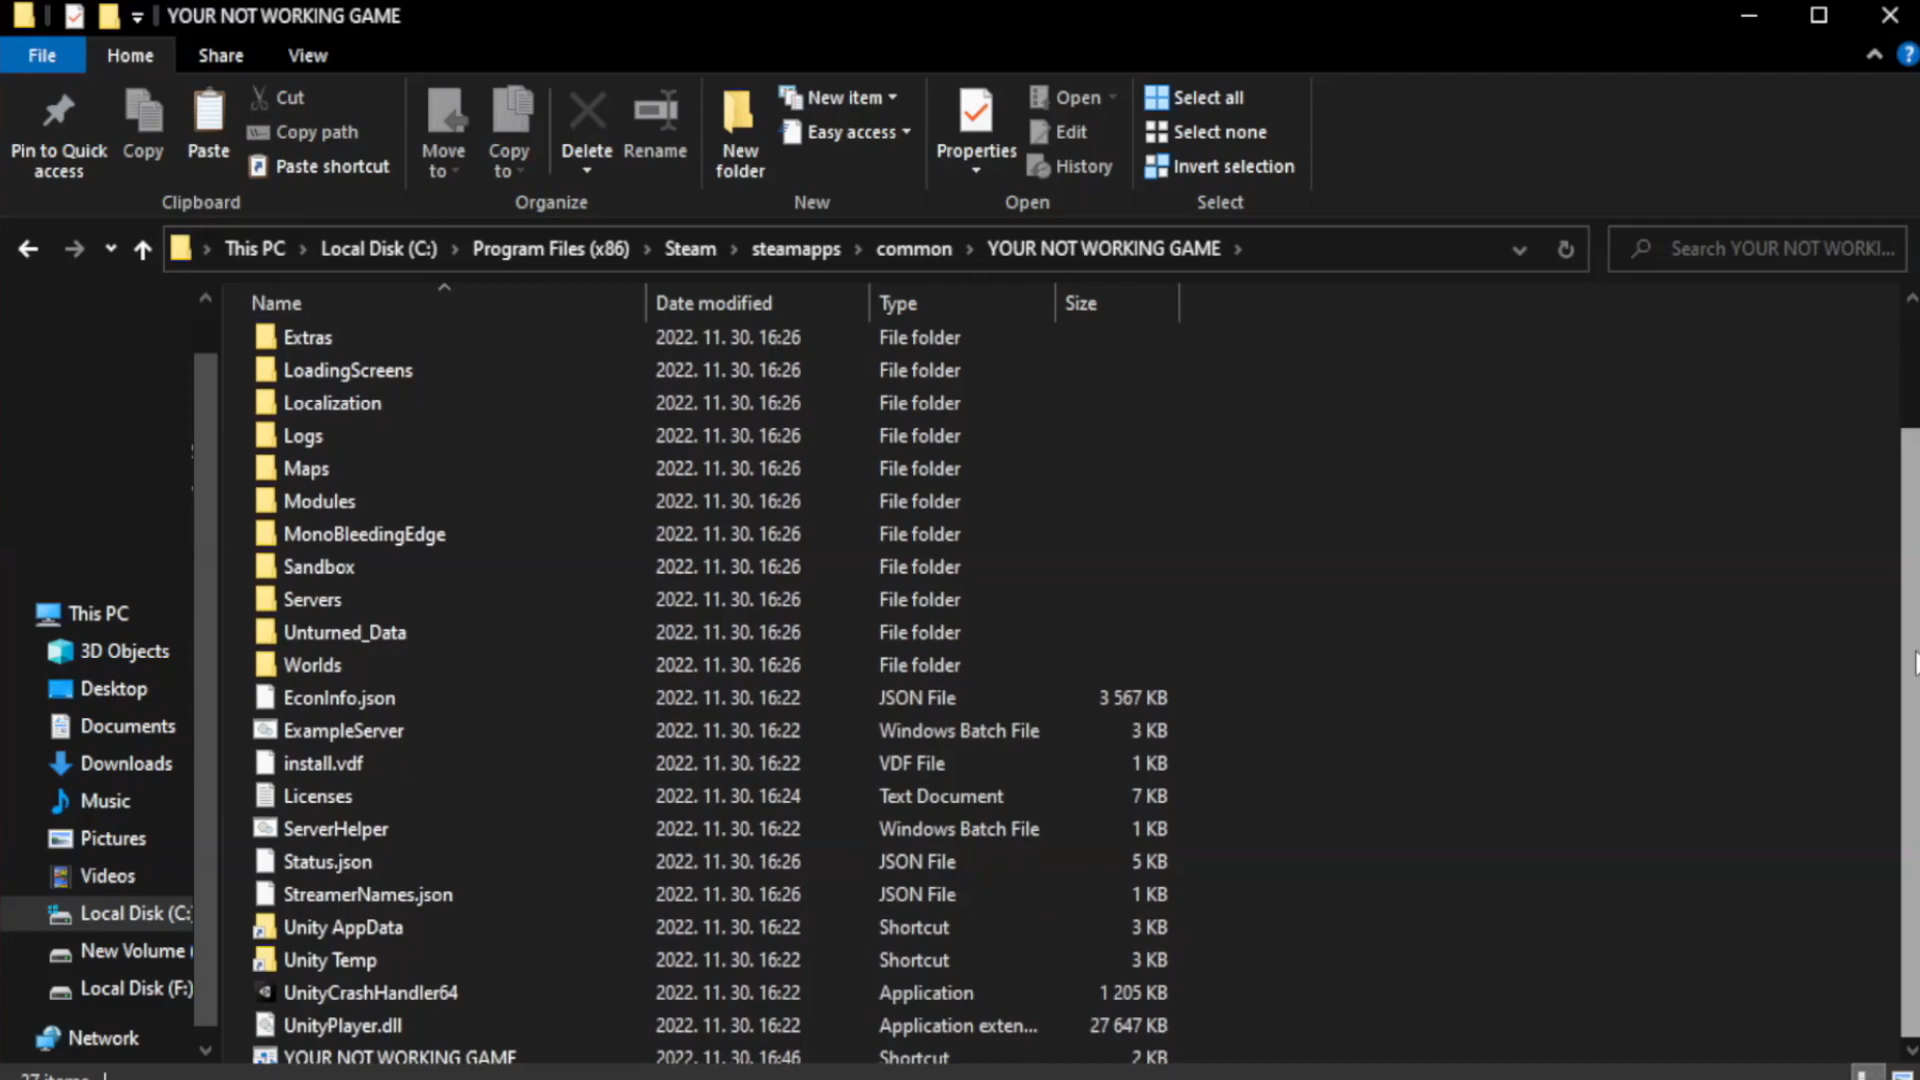 YOUR NOT WORKING GAME
File Home Share View
Pin to Quick access
Copy
Paste
Cut
Copy path
Paste shortcut
Clipboard
Move to
Copy to
Delete
Rename
Organize
New folder
New item
Easy access
New
Properties
Open
Edit
History
Open
Select all
Select none
Invert selection
Select
This PC Local Disk (C:) Program Files (x86) Steam steamapps common YOUR NOT WORKING GAME
Search YOUR NOT WORKI...
Name Date modified Type Size
Extras 2022. 11. 30. 16:26 File folder
LoadingScreens 2022. 11. 30. 16:26 File folder
Localization 2022. 11. 30. 16:26 File folder
Logs 2022. 11. 30. 16:26 File folder
Maps 2022. 11. 30. 16:26 File folder
Modules 2022. 11. 30. 16:26 File folder
MonoBleedingEdge 2022. 11. 30. 16:26 File folder
Sandbox 2022. 11. 30. 16:26 File folder
Servers 2022. 11. 30. 16:26 File folder
Unturned_Data 2022. 11. 30. 16:26 File folder
Worlds 2022. 11. 30. 16:26 File folder
EconInfo.json 2022. 11. 30. 16:22 JSON File 3 567 KB
ExampleServer 2022. 11. 30. 16:22 Windows Batch File 3 KB
install.vdf 2022. 11. 30. 16:22 VDF File 1 KB
Licenses 2022. 11. 30. 16:24 Text Document 7 KB
ServerHelper 2022. 11. 30. 16:22 Windows Batch File 1 KB
Status.json 2022. 11. 30. 16:26 JSON File 5 KB
StreamerNames.json 2022. 11. 30. 16:26 JSON File 1 KB
Unity AppData 2022. 11. 30. 16:22 Shortcut 3 KB
Unity Temp 2022. 11. 30. 16:22 Shortcut 3 KB
UnityCrashHandler64 2022. 11. 30. 16:22 Application 1 205 KB
UnityPlayer.dll 2022. 11. 30. 16:22 Application exten... 27 647 KB
YOUR NOT WORKING GAME 2022. 11. 30. 16:46 Shortcut 2 KB
This PC
3D Objects
Desktop
Documents
Downloads
Music
Pictures
Videos
Local Disk (C:)
New Volume (
Local Disk (F:)
Network